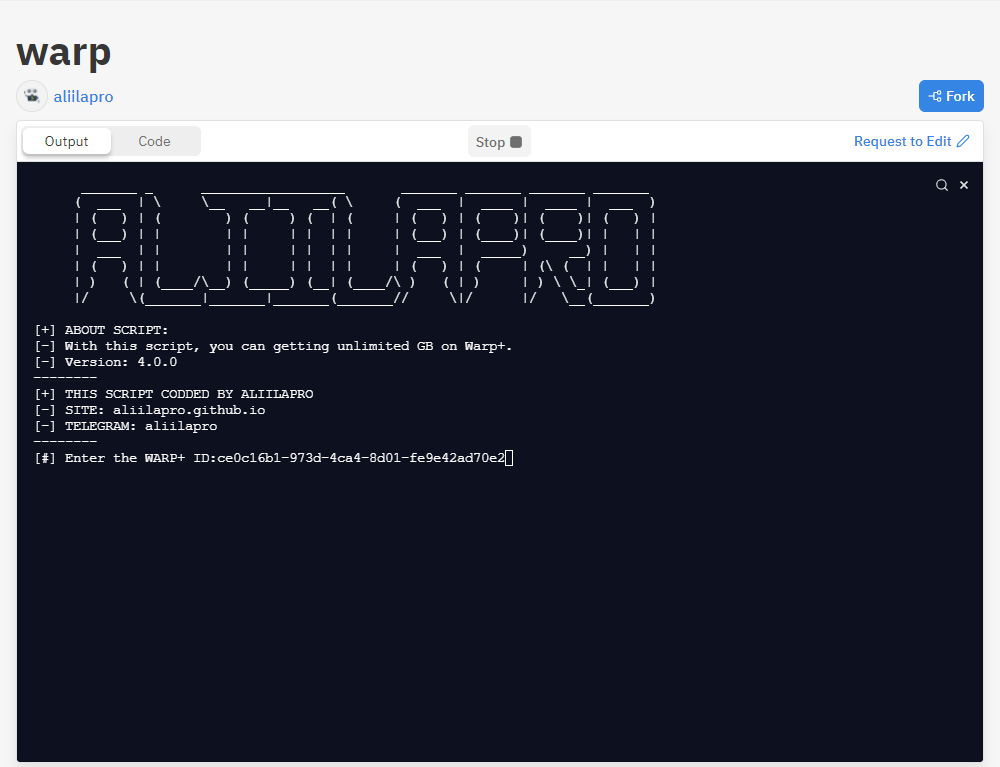 warp
aliilapro
Fork
Output
Code
Stop
Request to Edit
ALIILAPRO
[+] ABOUT SCRIPT:
[-] With this script, you can getting unlimited GB on Warp+.
[-] Version: 4.0.0
--------
[+] THIS SCRIPT CODDED BY ALIILAPRO
[-] SITE: aliilapro.github.io
[-] TELEGRAM: aliilapro
--------
[#] Enter the WARP+ ID:ce0c16b1-973d-4ca4-8d01-fe9e42ad70e2